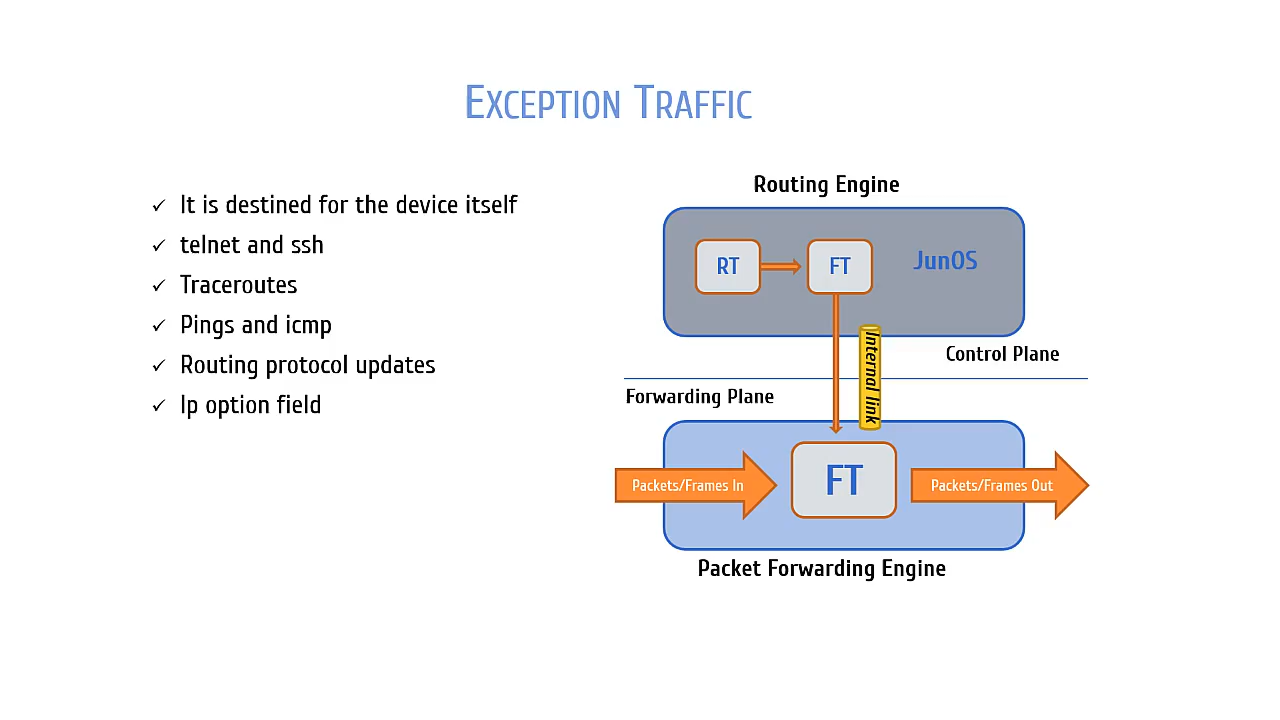 Exception Traffic
It is destined for the device itself
telnet and ssh
Traceroutes
Pings and icmp
Routing protocol updates
Ip option field
Routing Engine
RT
FT
JunOS
Internal link
Control Plane
Forwarding Plane
Packets/Frames In
FT
Packets/Frames Out
Packet Forwarding Engine